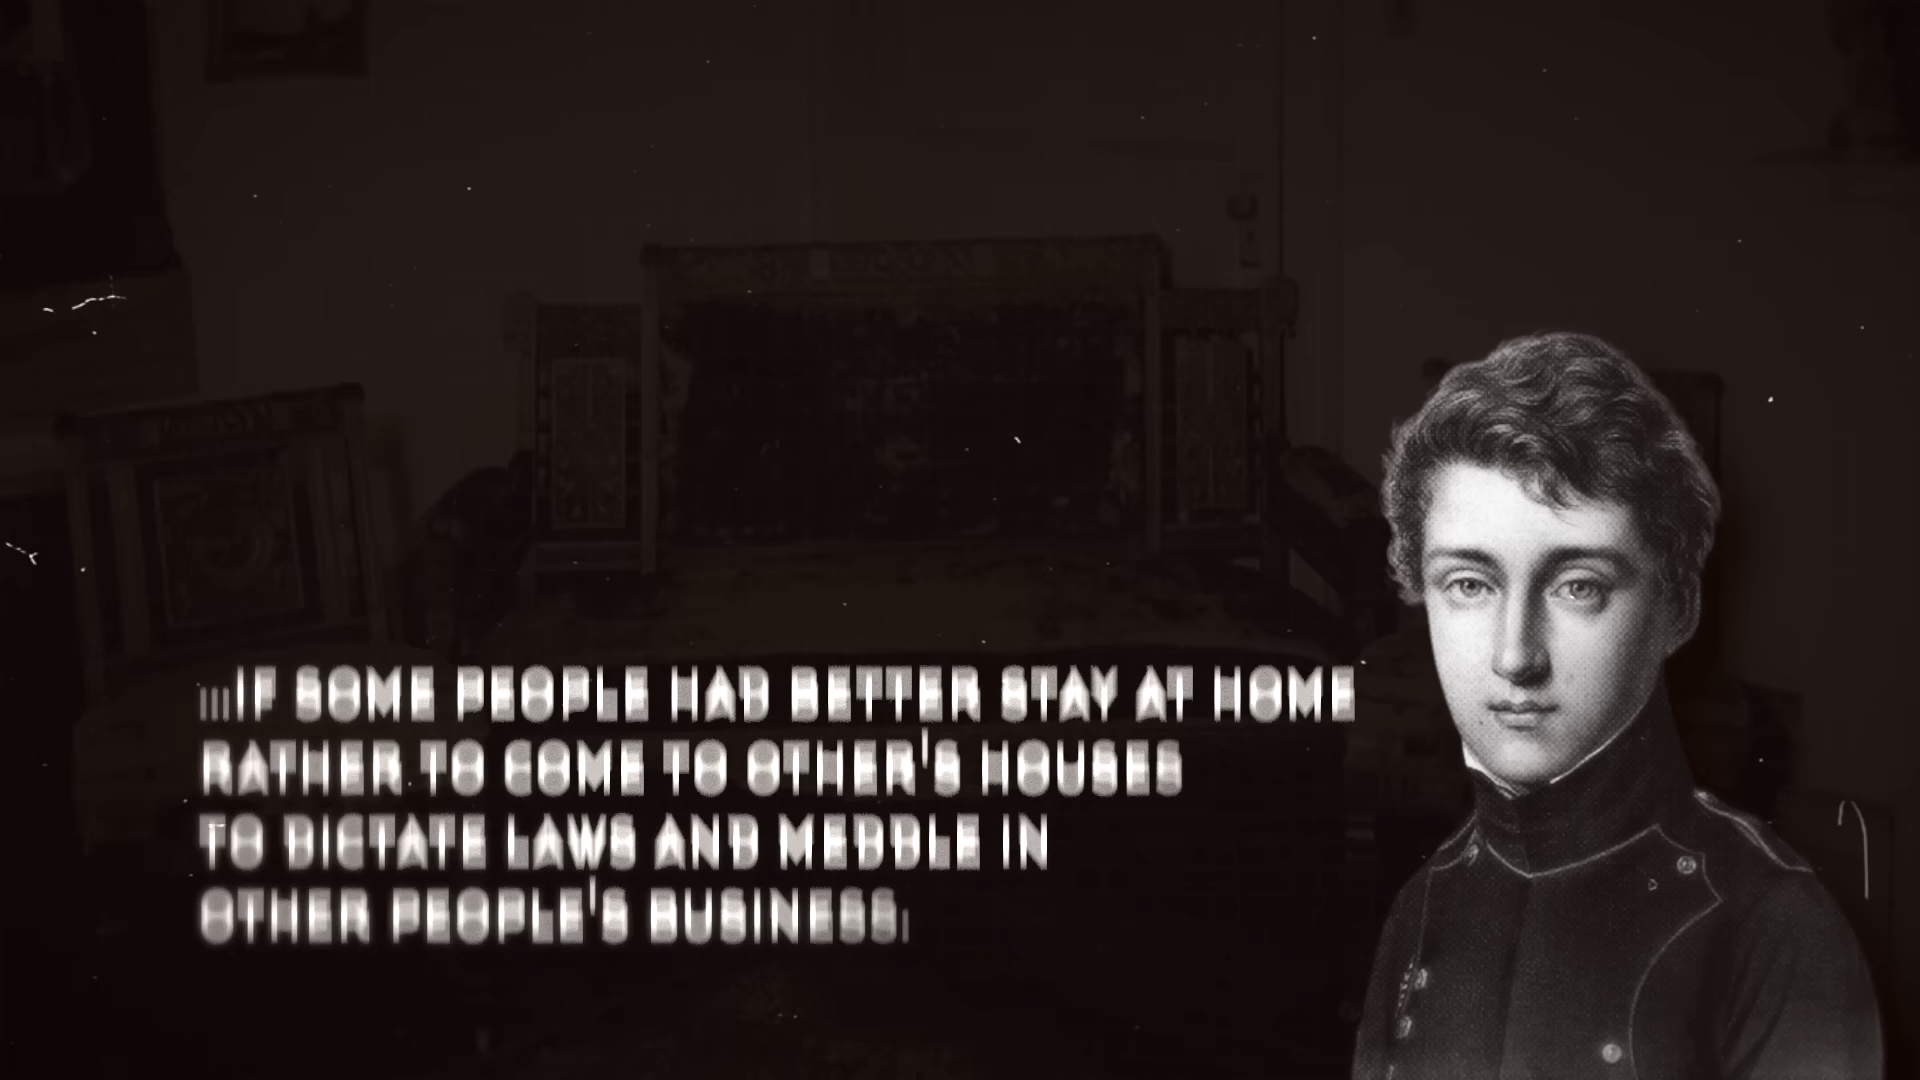 ...IF SOME PEOPLE HAD BETTER STAY AT HOME
RATHER TO COME TO OTHER'S HOUSES
TO DICTATE LAWS AND MEDDLE IN
OTHER PEOPLE'S BUSINESS,